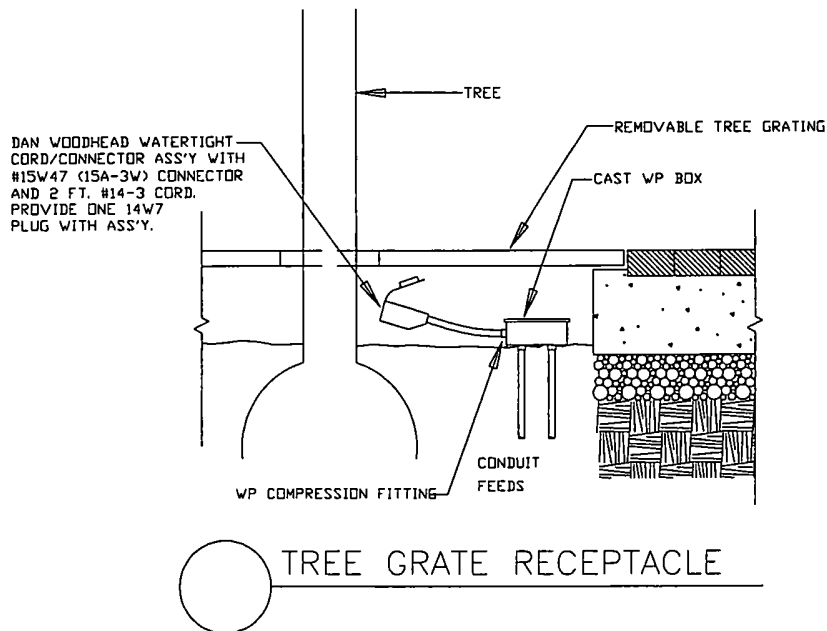 TREE
REMOVABLE TREE GRATING
DAN WOODHEAD WATERTIGHT
CORD/CONNECTOR ASS'Y WITH
#15W47 (15A-3W) CONNECTOR
AND 2 FT. #14-3 CORD.
PROVIDE ONE 14W7
PLUG WITH ASS'Y.
CAST WP BOX
CONDUIT
FEEDS
WP COMPRESSION FITTING
TREE GRATE RECEPTACLE